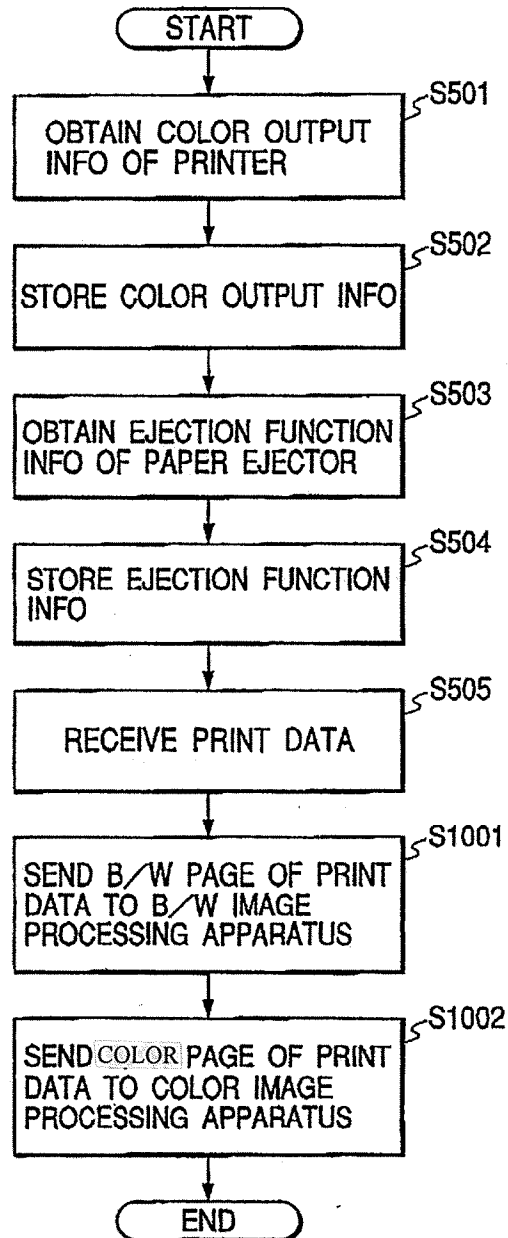 START
S501
OBTAIN COLOR OUTPUT
INFO OF PRINTER
S502
STORE COLOR OUTPUT INFO
S503
OBTAIN EJECTION FUNCTION
INFO OF PAPER EJECTOR
S504
STORE EJECTION FUNCTION
INFO
S505
RECEIVE PRINT DATA
S1001
SEND B/W PAGE OF PRINT
DATA TO B/W IMAGE
PROCESSING APPARATUS
S1002
SEND COLOR PAGE OF PRINT
DATA TO COLOR IMAGE
PROCESSING APPARATUS
END